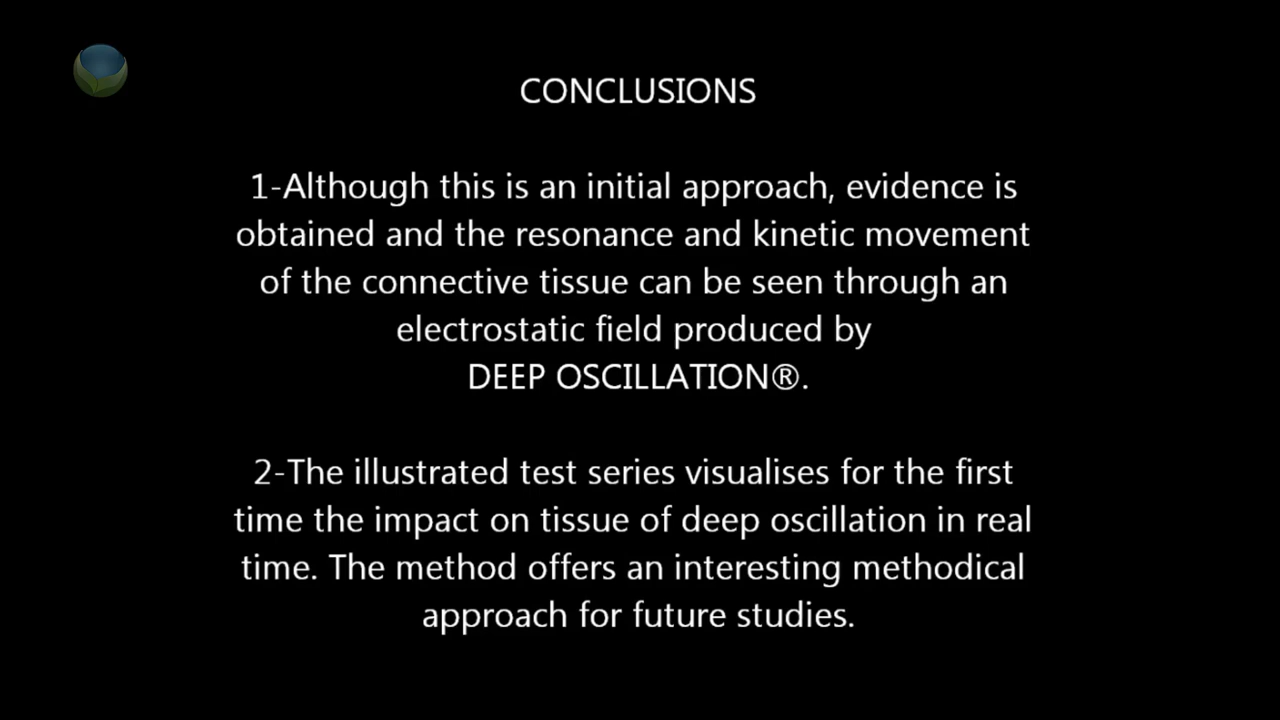 CONCLUSIONS
1-Although this is an initial approach, evidence is
obtained and the resonance and kinetic movement
of the connective tissue can be seen through an
electrostatic field produced by
DEEP OSCILLATION®.
2-The illustrated test series visualises for the first
time the impact on tissue of deep oscillation in real
time. The method offers an interesting methodical
approach for future studies.